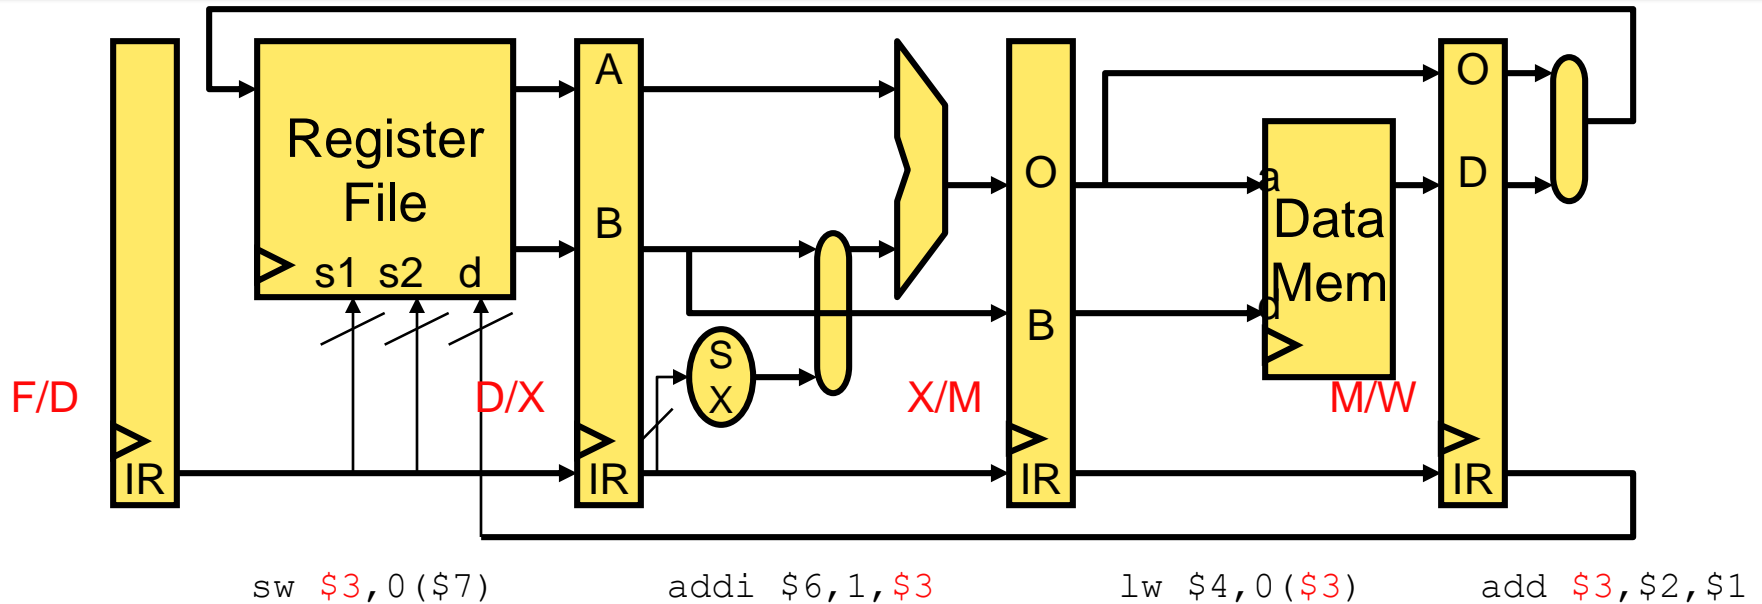 Register
File
s1 s2 d
A
B
S
X
O
B
a
Data
Mem
d
O
D
F/D
D/X
X/M
M/W
IR
IR
IR
IR
sw $3,0($7)
addi $6,1,$3
lw $4,0($3)
add $3,$2,$1